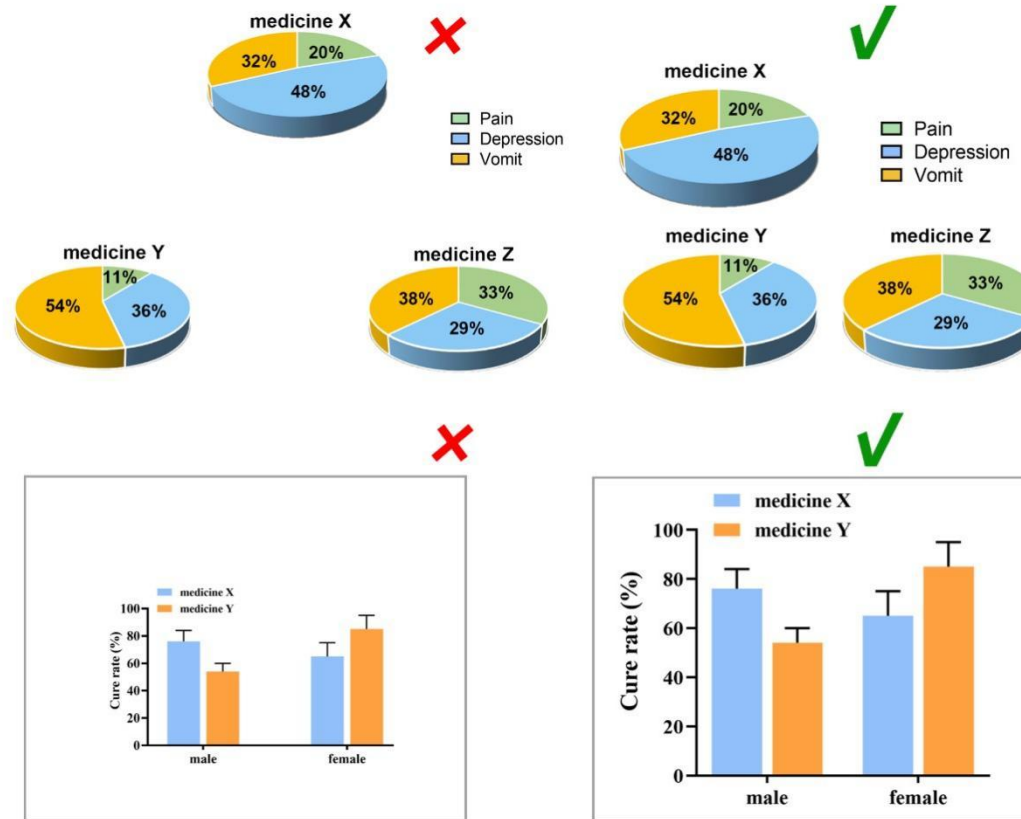 medicine X
32%
20%
48%
Pain
Depression
Vomit
medicine Y
11%
54%
36%
medicine Z
38%
33%
29%
medicine X
32%
20%
48%
Pain
Depression
Vomit
medicine Y
11%
54%
36%
medicine Z
38%
33%
29%
medicine X
medicine Y
Cure rate (%)
100
80
60
40
20
0
male
female
medicine X
medicine Y
Cure rate (%)
100
80
60
40
20
0
male
female